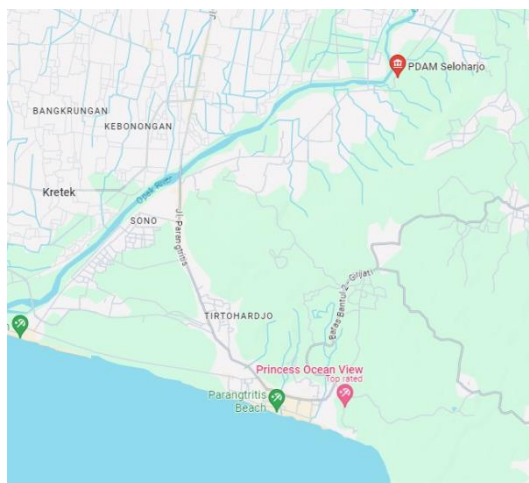 PDAM Seloharjo
BANGKRUNGAN
KEBONONGAN
Kretek
Opak River
SONO
Jl. Parangtritis
TIRTOHARDJO
Batas Bantul 2 - Giijati
Princess Ocean View
Top rated
Parangtritis
Beach